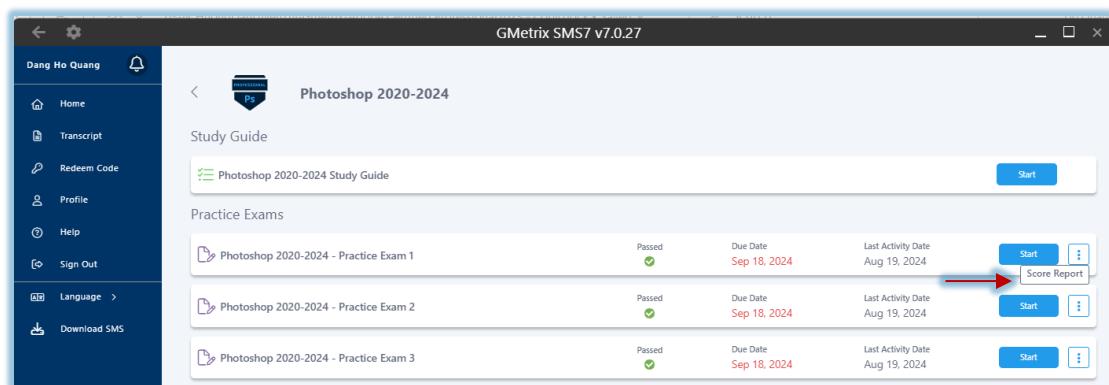 GMetrix SMS7 v7.0.27
Dang Ho Quang
Home
Transcript
Redeem Code
Profile
Help
Sign Out
Language
Download SMS
PROFESSIONAL
Ps
Photoshop 2020-2024
Study Guide
Photoshop 2020-2024 Study Guide
Start
Practice Exams
Photoshop 2020-2024 - Practice Exam 1
Passed
Due Date
Sep 18, 2024
Last Activity Date
Aug 19, 2024
Start
Score Report
Photoshop 2020-2024 - Practice Exam 2
Passed
Due Date
Sep 18, 2024
Last Activity Date
Aug 19, 2024
Start
Photoshop 2020-2024 - Practice Exam 3
Passed
Due Date
Sep 18, 2024
Last Activity Date
Aug 19, 2024
Start